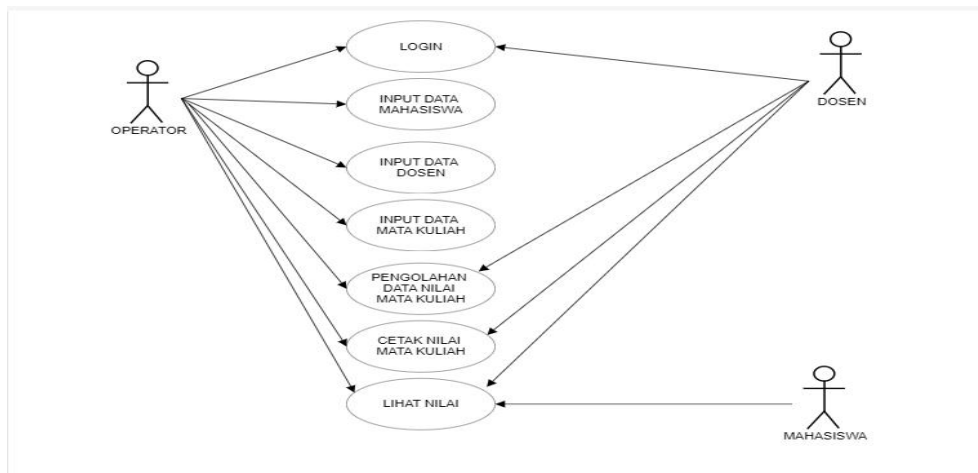 LOGIN
INPUT DATA
MAHASISWA
INPUT DATA
DOSEN
INPUT DATA
MATA KULIAH
PENGOLAHAN
DATA NILAI
MATA KULIAH
CETAK NILAI
MATA KULIAH
LIHAT NILAI
OPERATOR
DOSEN
MAHASISWA